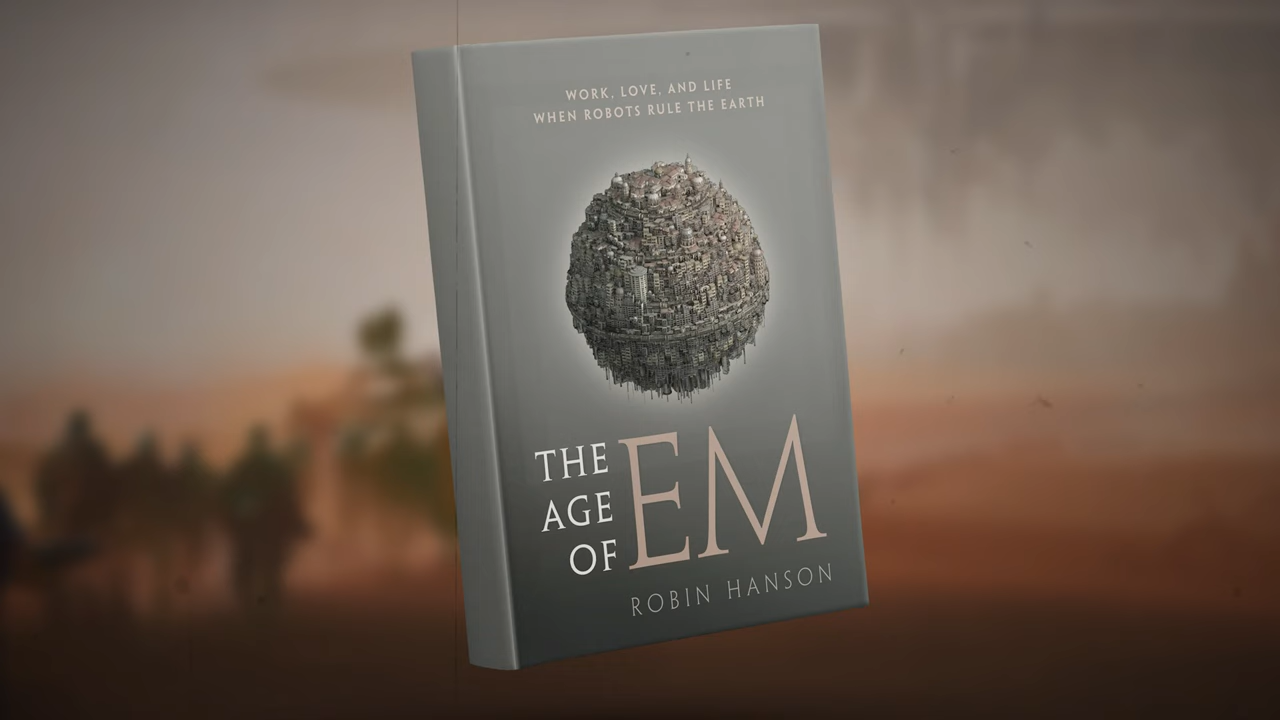 WORK, LOVE, AND LIFE
WHEN ROBOTS RULE THE EARTH
THE
AGE
OF
EM
ROBIN HANSON